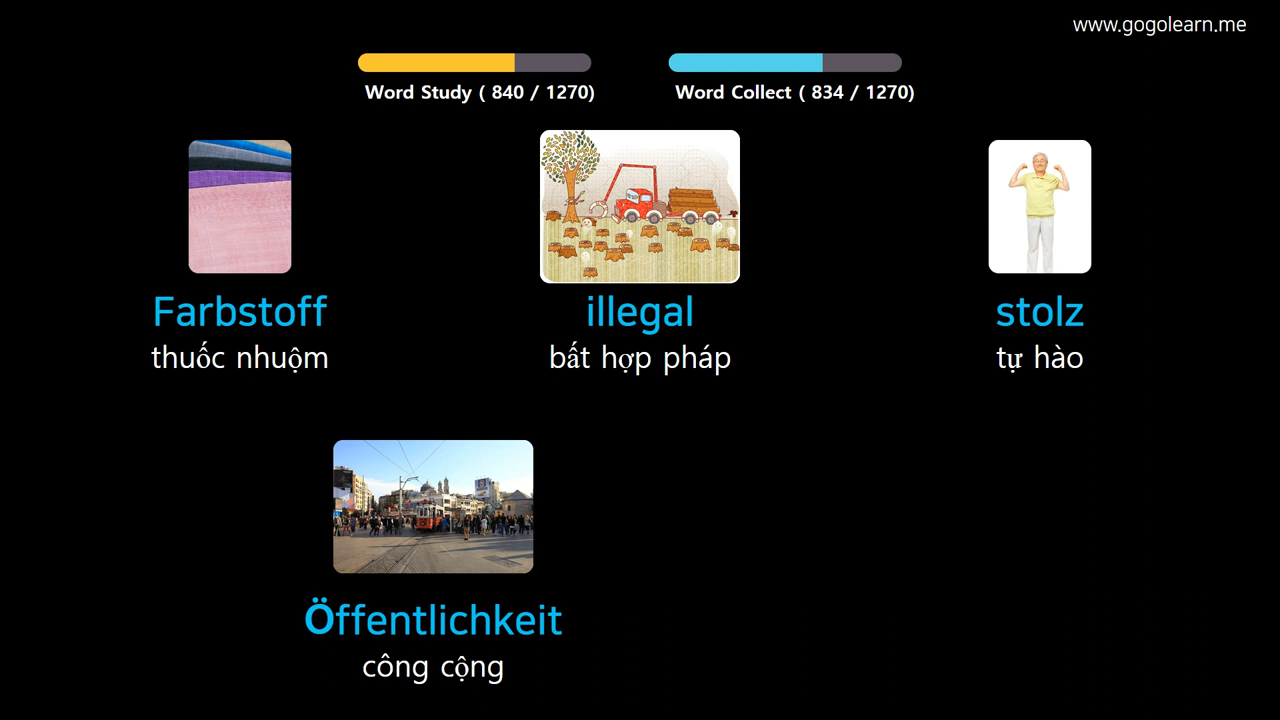 www.gogolearn.me
Word Study ( 840 / 1270)
Word Collect ( 834 / 1270)
Farbstoff
thuốc nhuộm
illegal
bất hợp pháp
stolz
tự hào
Öffentlichkeit
công cộng